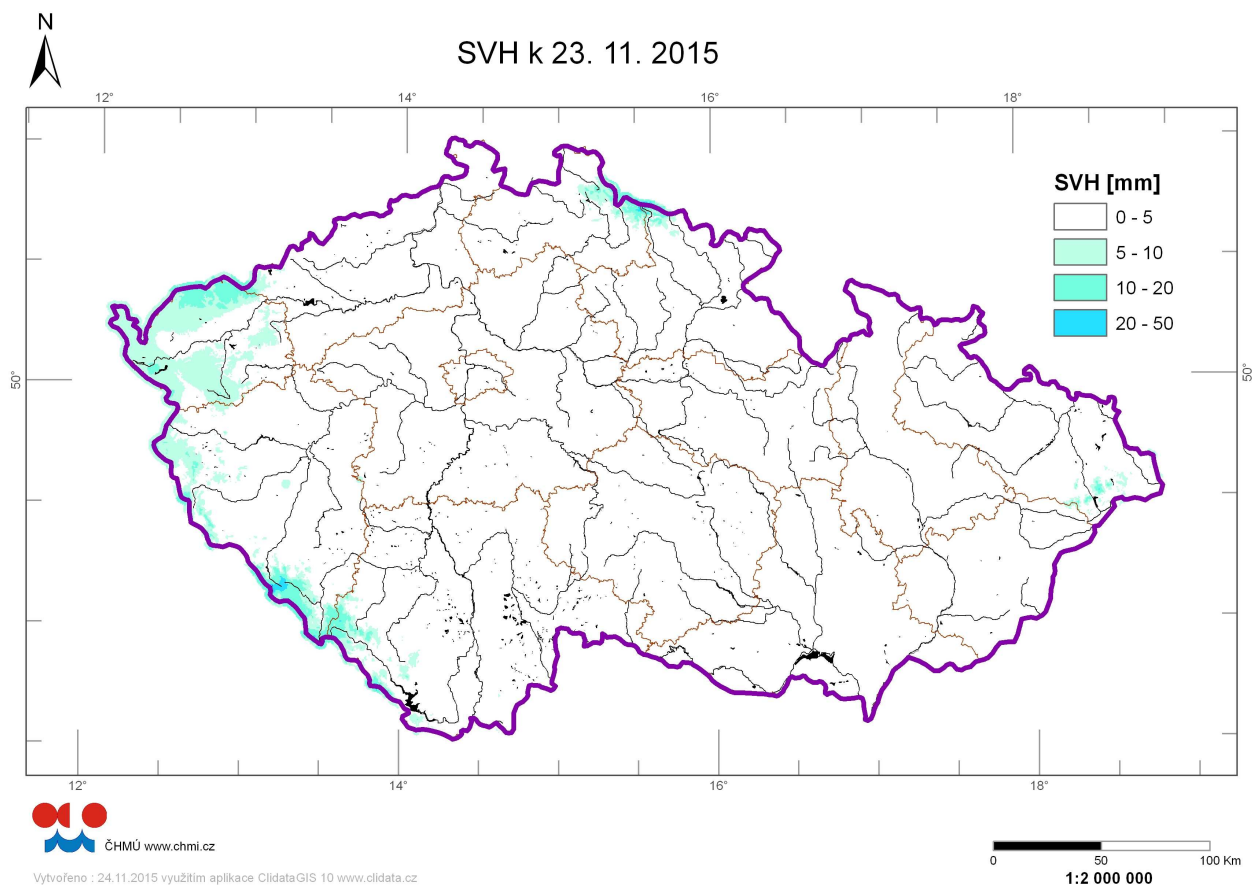 N
SVH k 23. 11. 2015
12° 14° 16° 18°
SVH [mm]
0 - 5
5 - 10
10 - 20
20 - 50
50° 50°
12° 14° 16° 18°
ČHMÚ www.chmi.cz
0 50 100 Km
1:2 000 000
Vytvořeno : 24.11.2015 využitím aplikace ClidataGIS 10 www.clidata.cz